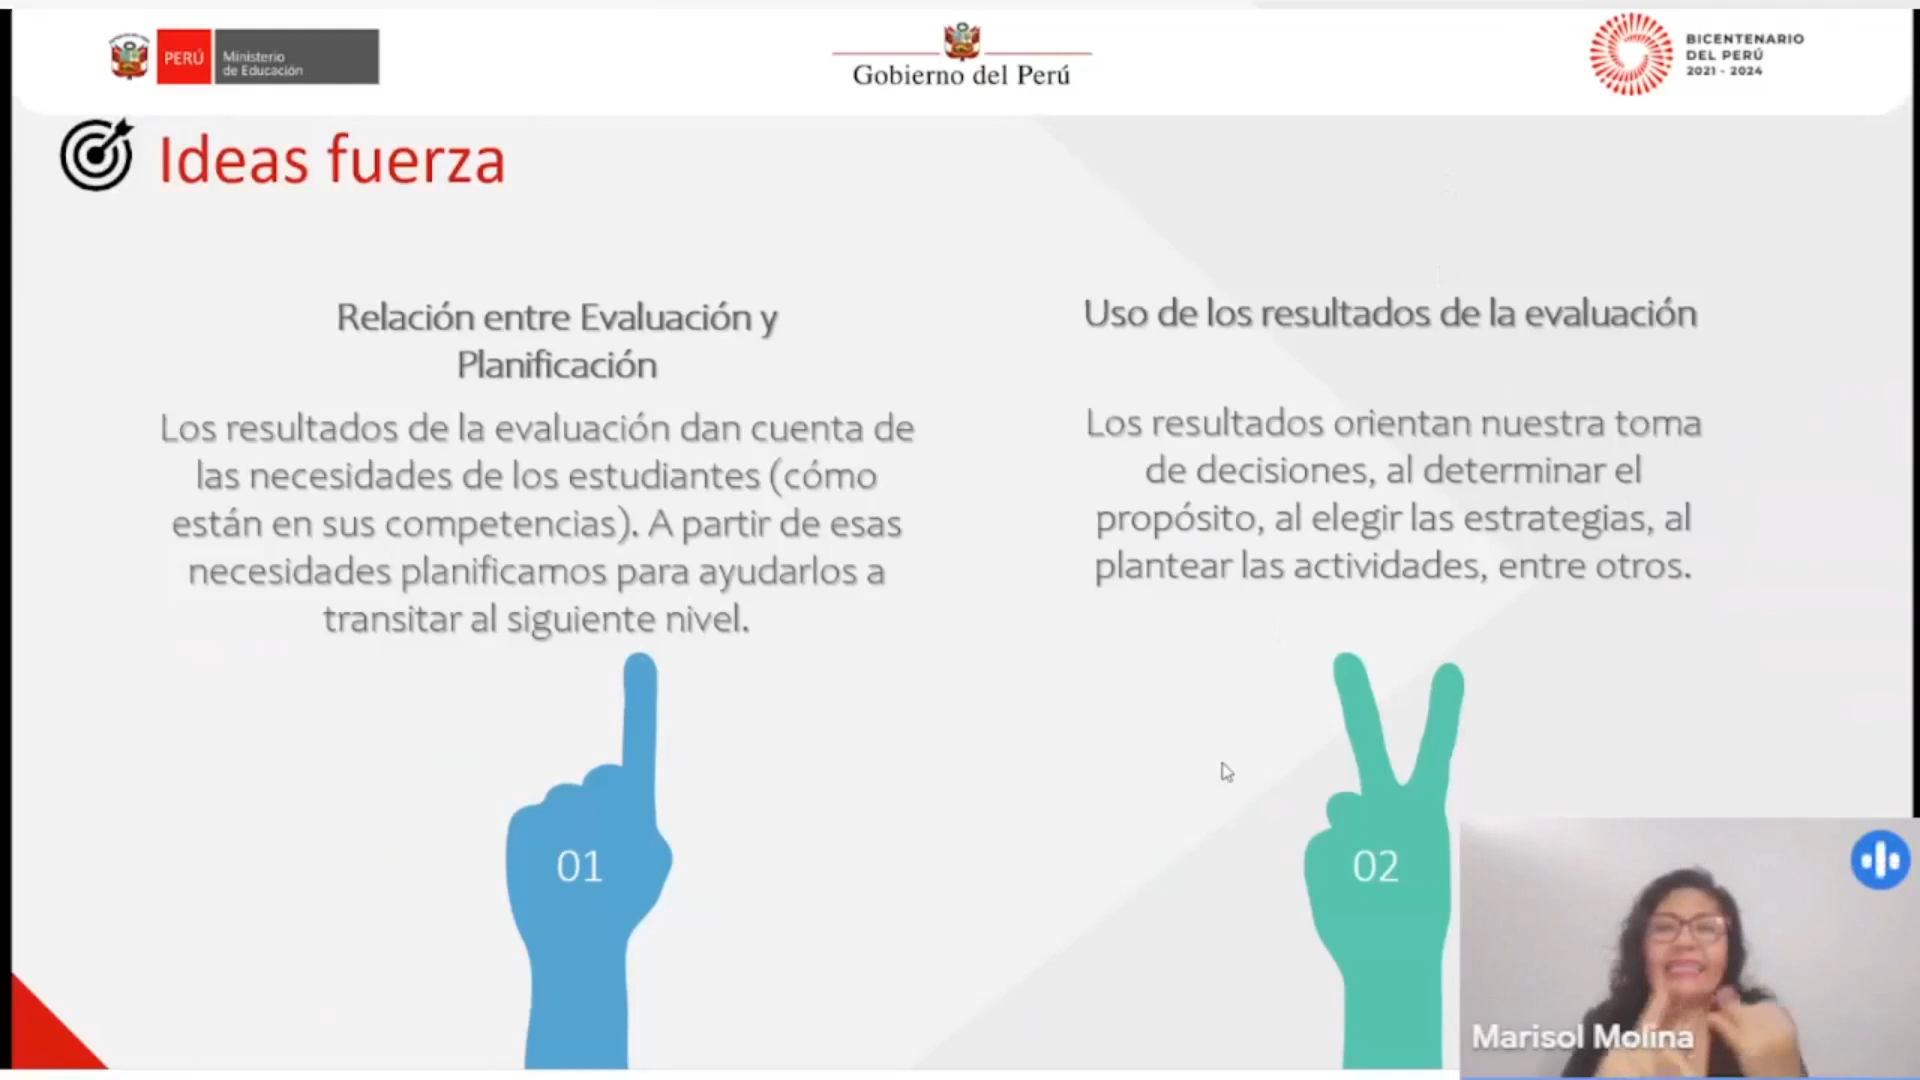 PERÚ
Ministerio
de Educación
Gobierno del Perú
BICENTENARIO
DEL PERÚ
2021 - 2024
Ideas fuerza
Relación entre Evaluación y
Planificación
Los resultados de la evaluación dan cuenta de
las necesidades de los estudiantes (cómo
están en sus competencias). A partir de esas
necesidades planificamos para ayudarlos a
transitar al siguiente nivel.
01
Uso de los resultados de la evaluación
Los resultados orientan nuestra toma
de decisiones, al determinar el
propósito, al elegir las estrategias, al
plantear las actividades, entre otros.
02
Marisol Molina